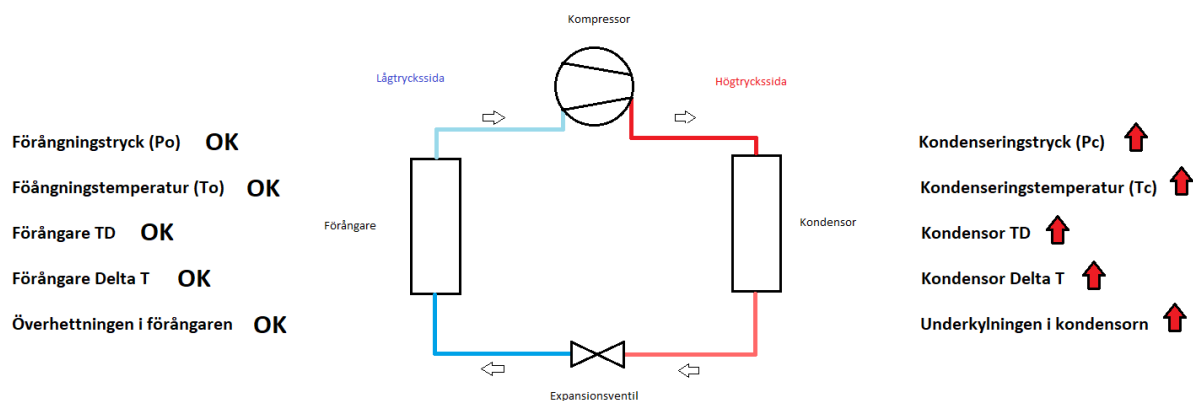 Kompressor
Lågtryckssida
Högtryckssida
Förångningstryck (Po) OK
Föångningstemperatur (To) OK
Förångare TD OK
Förångare Delta T OK
Överhettningen i förångaren OK
Förångare
Kondensor
Kondenseringstryck (Pc)
Kondenseringstemperatur (Tc)
Kondensor TD
Kondensor Delta T
Underkylningen i kondensorn
Expansionsventil